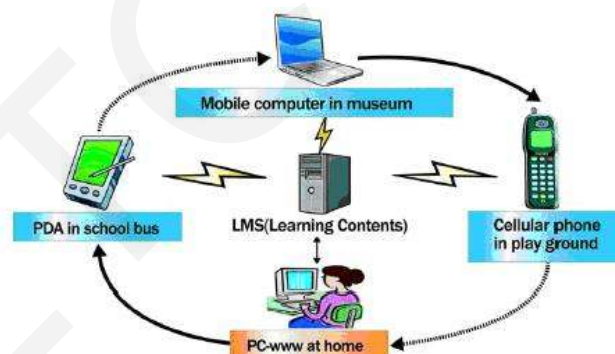 Mobile computer in museum
PDA in school bus
LMS(Learning Contents)
Cellular phone
in play ground
PC-www at home